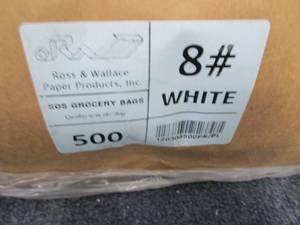 Ross & Wallace
Paper Products, Inc.
SOS GROCERY BAGS
500
8#
WHITE